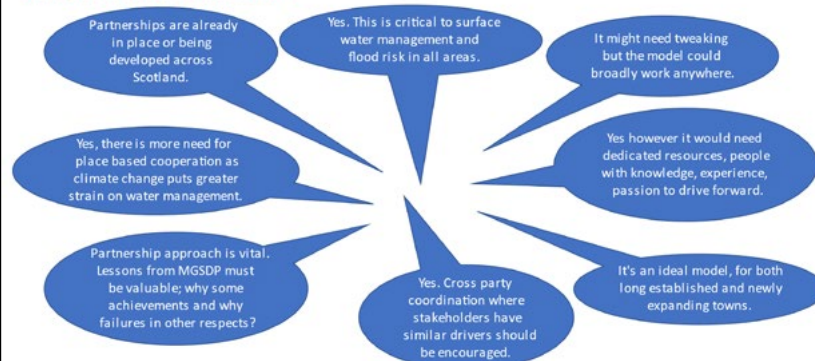 Partnerships are already
in place or being
developed across
Scotland.
Yes. This is critical to surface
water management and
flood risk in all areas.
It might need tweaking
but the model could
broadly work anywhere.
Yes, there is more need for
place based cooperation as
climate change puts greater
strain on water management.
Yes however it would need
dedicated resources, people
with knowledge, experience,
passion to drive forward.
Partnership approach is vital.
Lessons from MGSDP must
be valuable; why some
achievements and why
failures in other respects?
Yes. Cross party
coordination where
stakeholders have
similar drivers should
be encouraged.
It's an ideal model, for both
long established and newly
expanding towns.